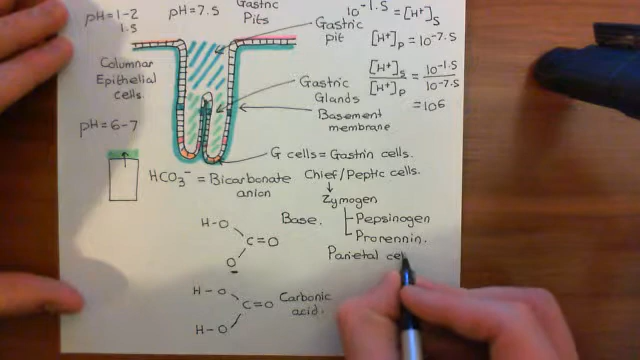 pH=1-2
1.5
pH=7.5
Gastric
Pits
10^-1.5 = [H+]s
Gastric
pit
[H+]p = 10^-7.5
Columnar
Epithelial
cells.
[H+]s / [H+]p = 10^-1.5 / 10^-7.5
= 10^6
Gastric
Glands
Basement
membrane
pH=6-7
G cells = Gastrin cells.
HCO3- = Bicarbonate
anion
Chief/Peptic cells.
Zymogen
Pepsinogen
Prorennin.
Base.
H-O
C=O
O
Parietal cel
H-O
C=O
H-O
Carbonic
acid.